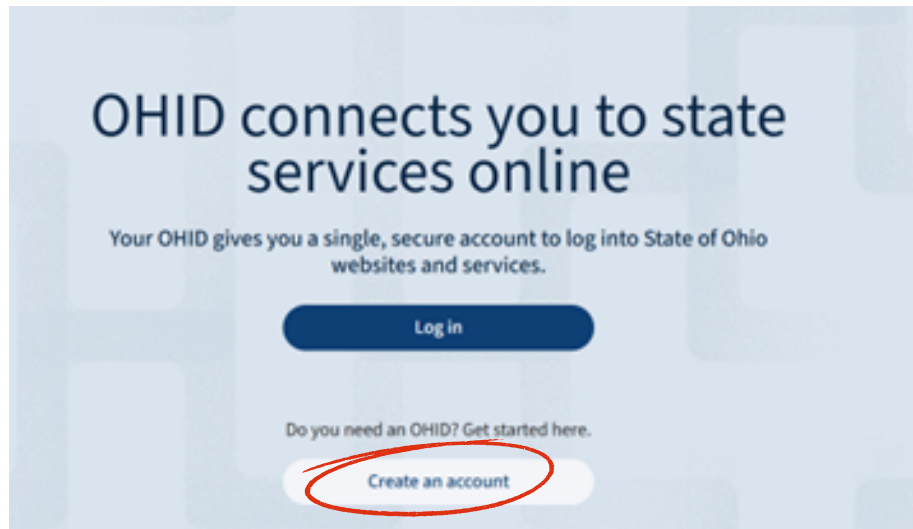 OHID connects you to state
services online
Your OHID gives you a single, secure account to log into State of Ohio
websites and services.
Log in
Do you need an OHID? Get started here.
Create an account